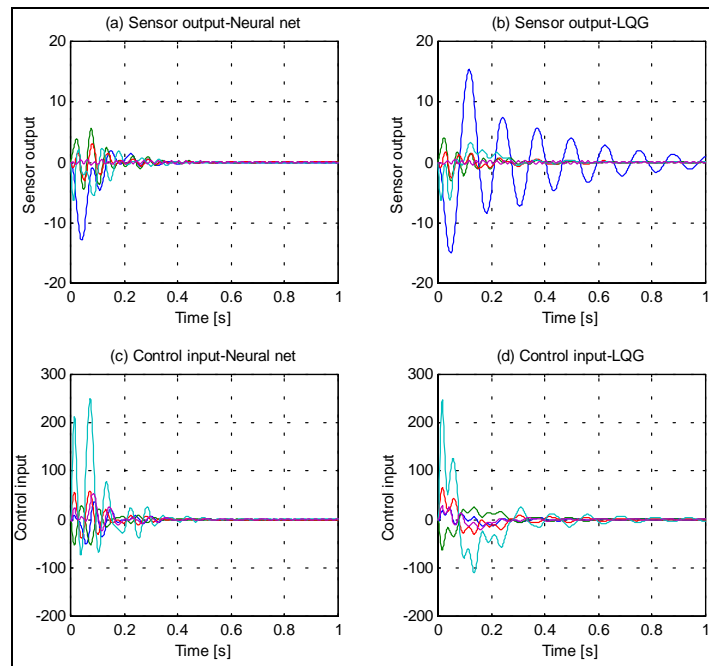 (a) Sensor output-Neural net
(b) Sensor output-LQG
20
10
0
-10
-20
Sensor output
0 0.2 0.4 0.6 0.8 1
Time [s]
20
10
0
-10
-20
Sensor output
0 0.2 0.4 0.6 0.8 1
Time [s]
(c) Control input-Neural net
(d) Control input-LQG
300
200
100
0
-100
-200
Control input
0 0.2 0.4 0.6 0.8 1
Time [s]
300
200
100
0
-100
-200
Control input
0 0.2 0.4 0.6 0.8 1
Time [s]